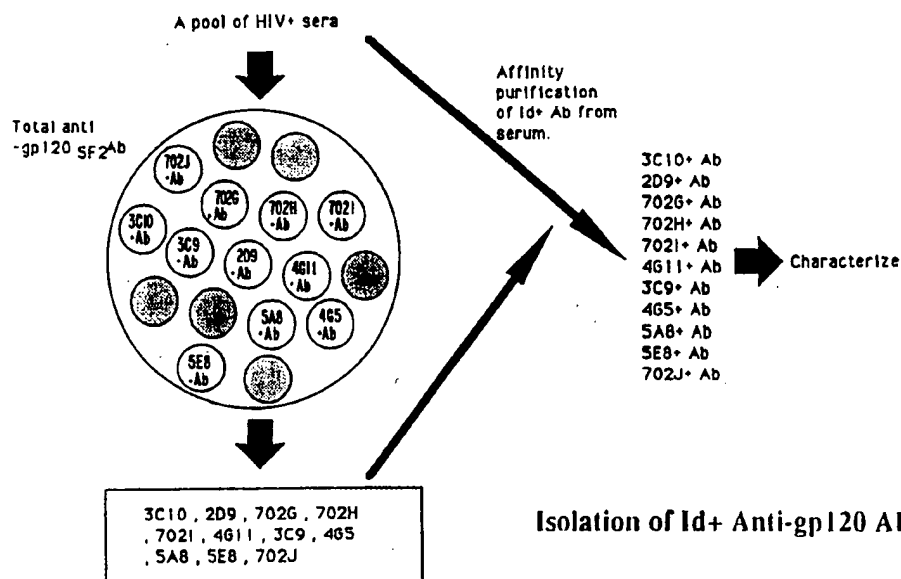 A pool of HIV+ sera
Affinity
purification
of Id+ Ab from
serum.
Total anti
-gp120 SF2 Ab
702J
+Ab
702G
+Ab
702H
+Ab
702I
+Ab
3C10
+Ab
3C9
+Ab
2D9
+Ab
4G11
+Ab
5A8
+Ab
4G5
+Ab
5E8
+Ab
3C10+ Ab
2D9+ Ab
702G+ Ab
702H+ Ab
702I+ Ab
4G11+ Ab
3C9+ Ab
4G5+ Ab
5A8+ Ab
5E8+ Ab
702J+ Ab
Characterize
3C10 , 2D9 , 702G , 702H
, 702I , 4G11 , 3C9 , 4G5
, 5A8 , 5E8 , 702J
Isolation of Id+ Anti-gp120